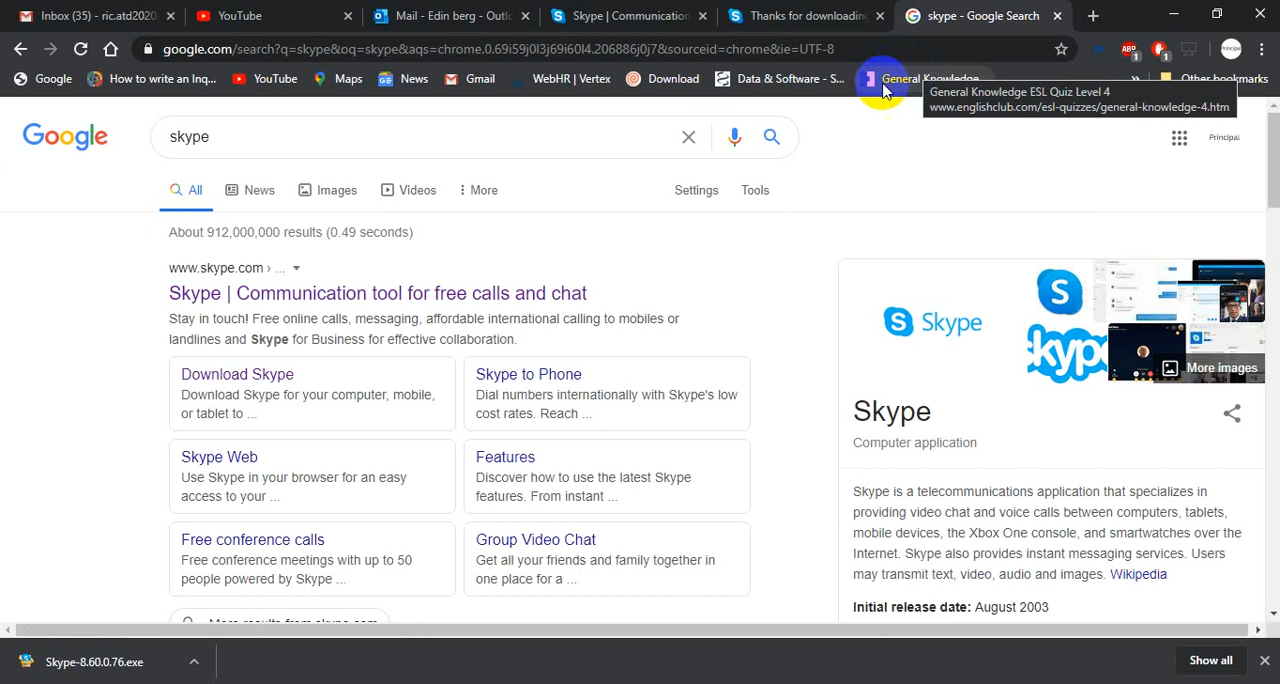 Inbox (35) - ric.atd2020
YouTube
Mail - Edin berg - Outlo
Skype | Communication
Thanks for downloading
skype - Google Search
google.com/search?q=skype&oq=skype&aqs=chrome.0.69i59j0l3j69i60l4.206886j0j7&sourceid=chrome&ie=UTF-8
ABP 1
1
Principal
Google
How to write an Inq...
YouTube
Maps
News
Gmail
WebHR | Vertex
Download
Data & Software - S...
General Knowledge
Other bookmarks
General Knowledge ESL Quiz Level 4
www.englishclub.com/esl-quizzes/general-knowledge-4.htm
Google
skype
Principal
All
News
Images
Videos
More
Settings
Tools
About 912,000,000 results (0.49 seconds)
www.skype.com › ...
Skype | Communication tool for free calls and chat
Stay in touch! Free online calls, messaging, affordable international calling to mobiles or
landlines and Skype for Business for effective collaboration.
Download Skype
Download Skype for your computer, mobile,
or tablet to ...
Skype to Phone
Dial numbers internationally with Skype's low
cost rates. Reach ...
Skype Web
Use Skype in your browser for an easy
access to your ...
Features
Discover how to use the latest Skype
features. From instant ...
Free conference calls
Free conference meetings with up to 50
people powered by Skype ...
Group Video Chat
Get all your friends and family together in
one place for a ...
More results from skype.com
S Skype
S
skype
More images
Skype
Computer application
Skype is a telecommunications application that specializes in
providing video chat and voice calls between computers, tablets,
mobile devices, the Xbox One console, and smartwatches over the
Internet. Skype also provides instant messaging services. Users
may transmit text, video, audio and images. Wikipedia
Initial release date: August 2003
Skype-8.60.0.76.exe
Show all